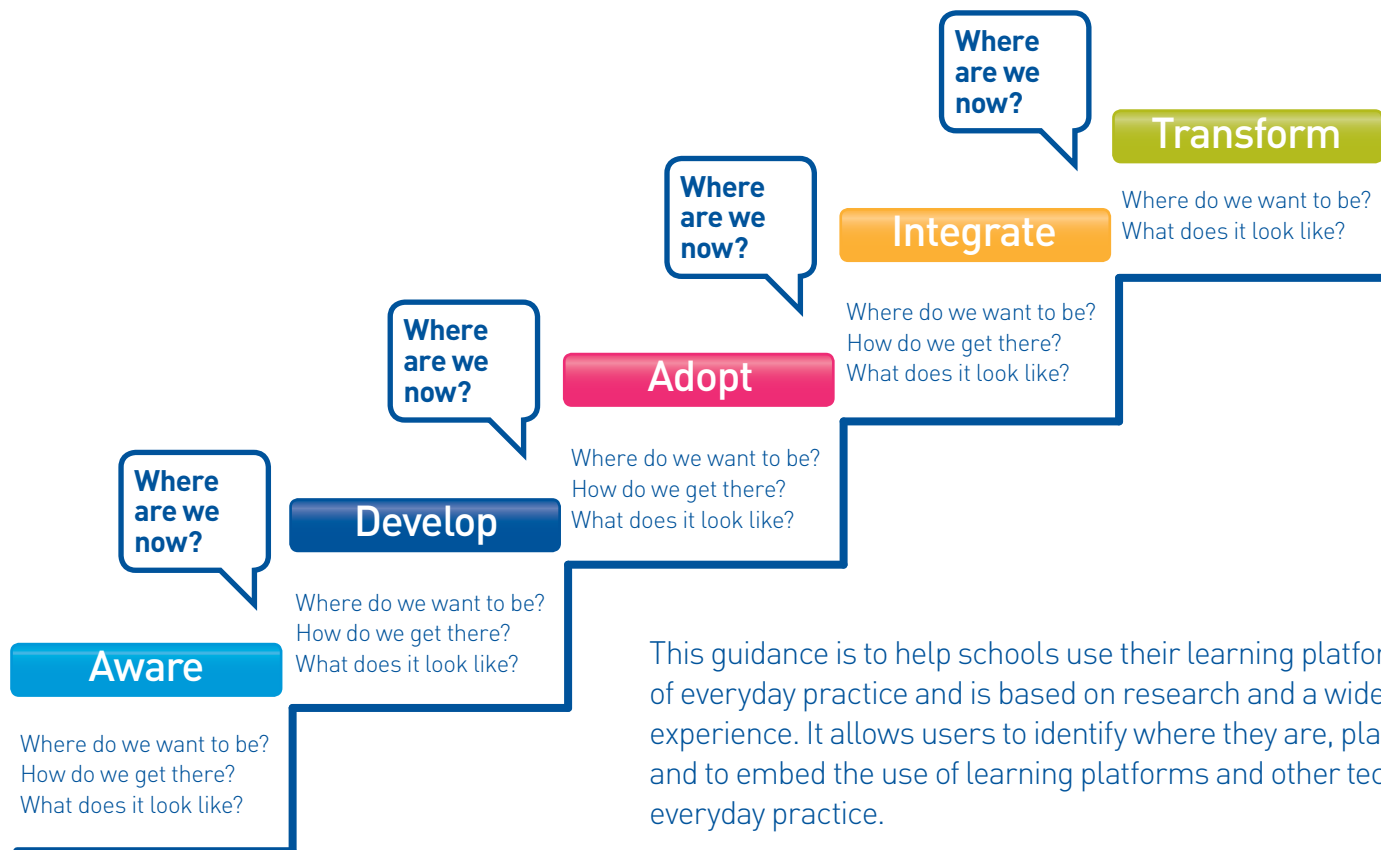 Where
are we
now?
Transform
Where do we want to be?
What does it look like?
Where
are we
now?
Integrate
Where do we want to be?
How do we get there?
What does it look like?
Where
are we
now?
Adopt
Where do we want to be?
How do we get there?
What does it look like?
Where
are we
now?
Develop
Where do we want to be?
How do we get there?
What does it look like?
Aware
Where do we want to be?
How do we get there?
What does it look like?
This guidance is to help schools use their learning
of everyday practice and is based on research and a wide
experience. It allows users to identify where they are,
and to embed the use of learning platforms and other
everyday practice.